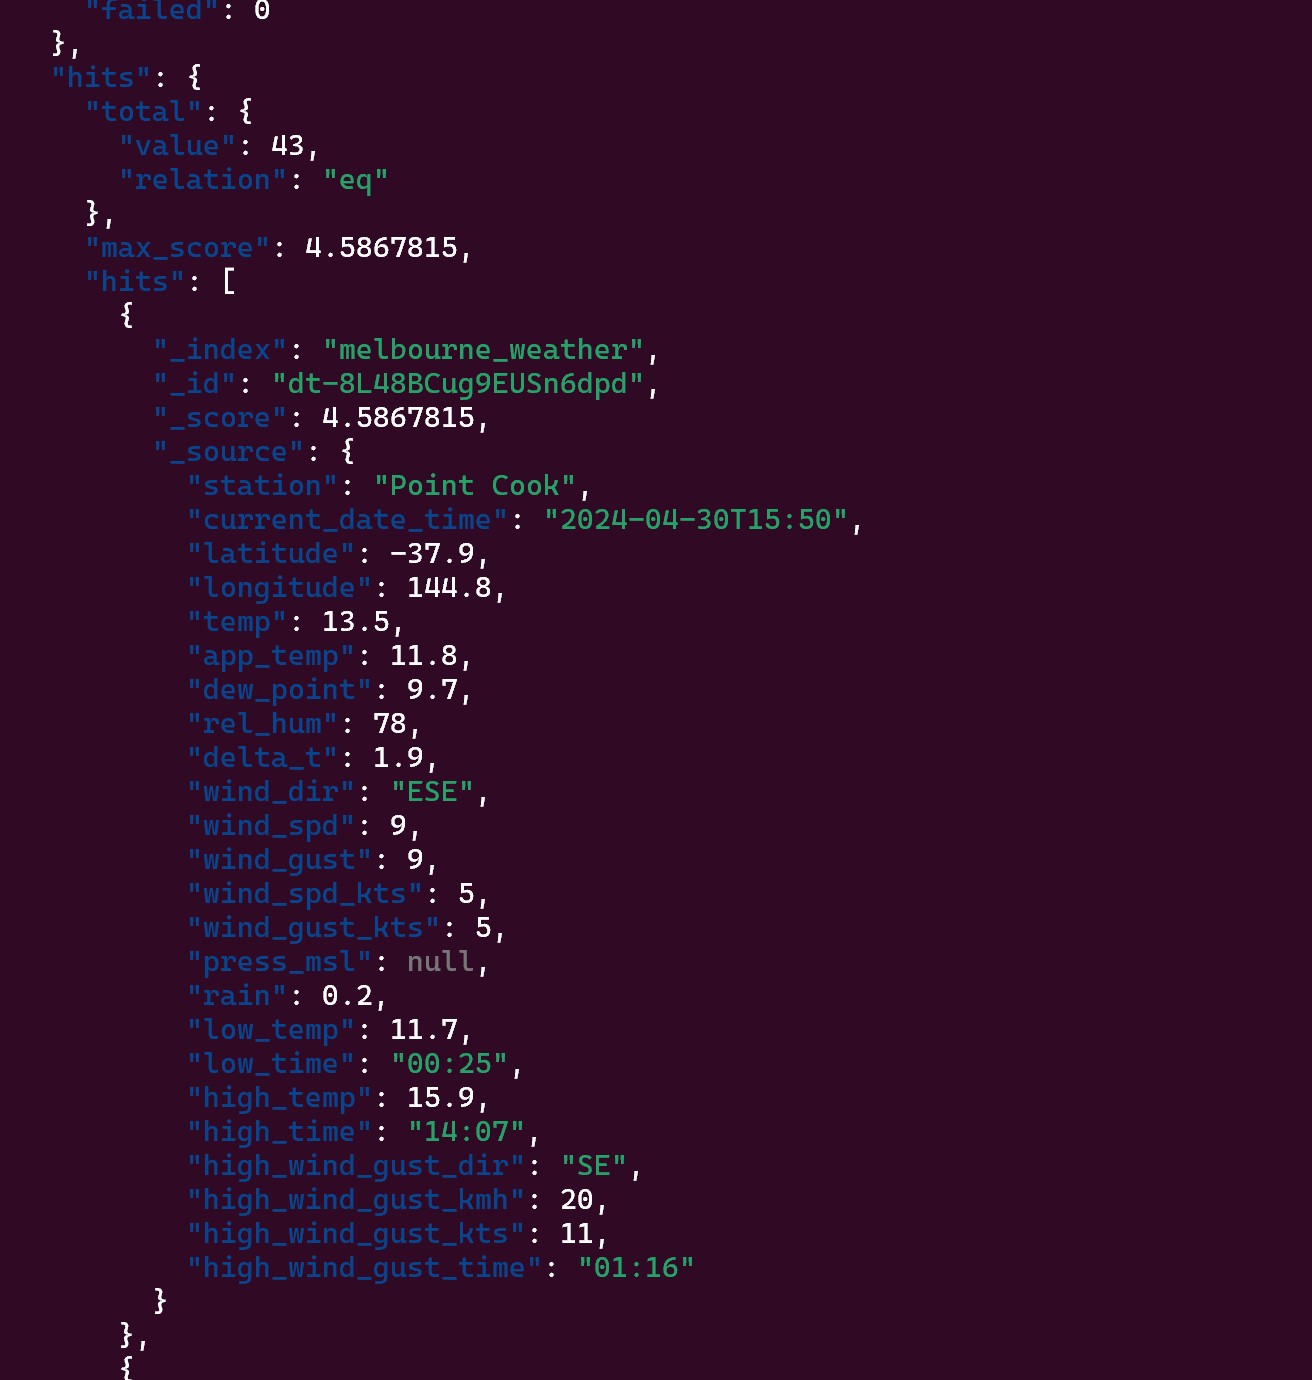 "failed": 0
},
"hits": {
"total": {
"value": 43,
"relation": "eq"
},
"max_score": 4.5867815,
"hits": [
{
"_index": "melbourne_weather",
"_id": "dt-8L48BCug9EUSn6dpd",
"_score": 4.5867815,
"_source": {
"station": "Point Cook",
"current_date_time": "2024-04-30T15:50",
"latitude": -37.9,
"longitude": 144.8,
"temp": 13.5,
"app_temp": 11.8,
"dew_point": 9.7,
"rel_hum": 78,
"delta_t": 1.9,
"wind_dir": "ESE",
"wind_spd": 9,
"wind_gust": 9,
"wind_spd_kts": 5,
"wind_gust_kts": 5,
"press_msl": null,
"rain": 0.2,
"low_temp": 11.7,
"low_time": "00:25",
"high_temp": 15.9,
"high_time": "14:07",
"high_wind_gust_dir": "SE",
"high_wind_gust_kmh": 20,
"high_wind_gust_kts": 11,
"high_wind_gust_time": "01:16"
}
},
{